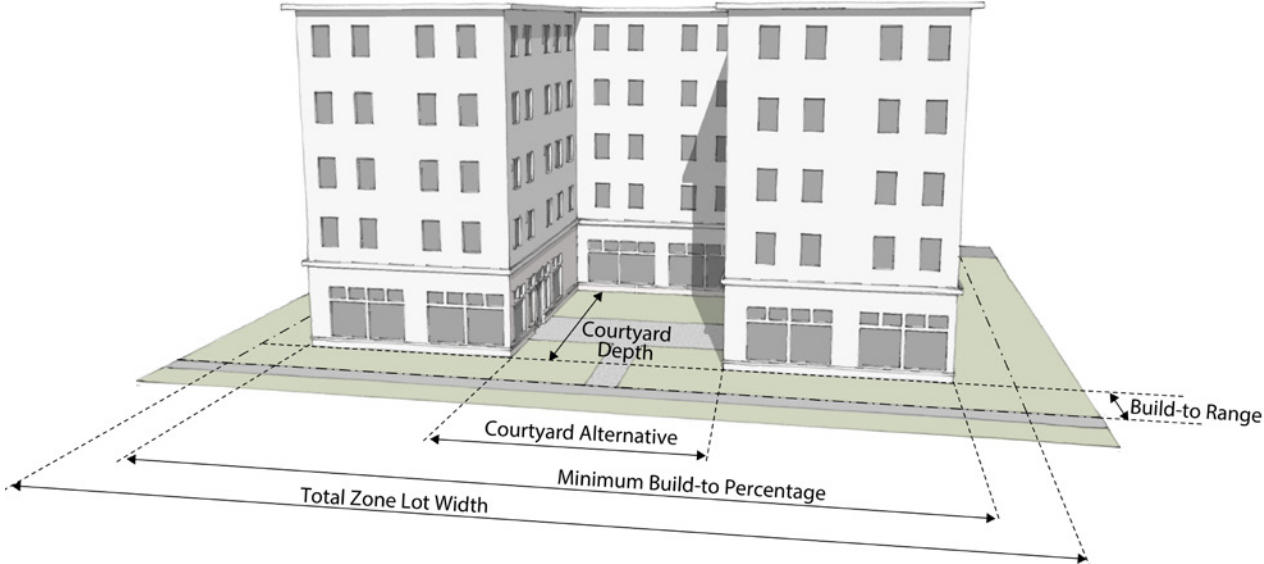 Courtyard
Depth
Build-to Range
Courtyard Alternative
Minimum Build-to Percentage
Total Zone Lot Width